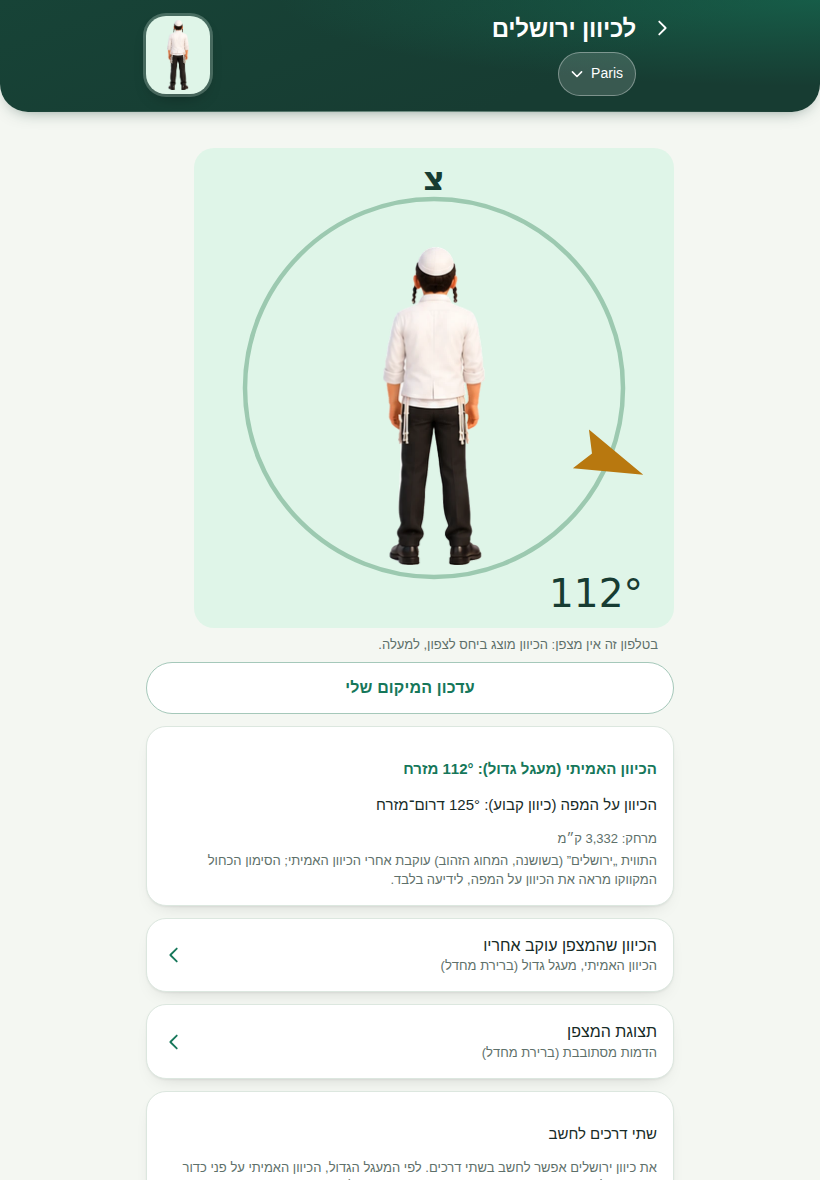 לכיוון ירושלים
Paris
צ
112°
בטלפון זה אין מצפן: הכיוון מוצג ביחס לצפון, למעלה.
עדכון המיקום שלי
הכיוון האמיתי (מעגל גדול): 112° מזרח
הכיוון על המפה (כיוון קבוע): 125° דרום־מזרח
מרחק: 3,332 ק״מ
התווית „ירושלים” (בשושנה, המחוג הזהוב) עוקבת אחרי הכיוון האמיתי; הסימון הכחול
המקווקו מראה את הכיוון על המפה, לידיעה בלבד.
הכיוון שהמצפן עוקב אחריו
הכיוון האמיתי, מעגל גדול (ברירת מחדל)
תצוגת המצפן
הדמות מסתובבת (ברירת מחדל)
שתי דרכים לחשב
את כיוון ירושלים אפשר לחשב בשתי דרכים. לפי המעגל הגדול, הכיוון האמיתי על פני כדור